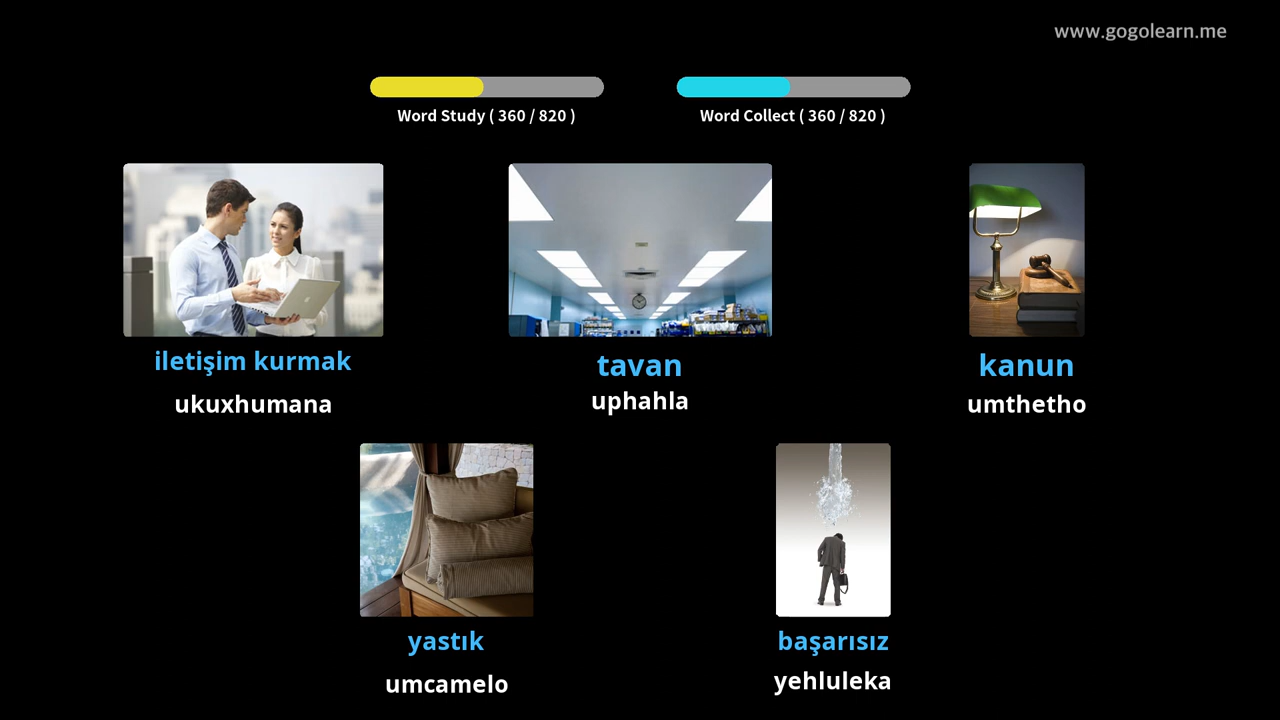 www.gogolearn.me
Word Study ( 360 / 820 )
Word Collect ( 360 / 820 )
iletişim kurmak
ukuxhumana
tavan
uphahla
kanun
umthetho
yastık
umcamelo
başarısız
yehluleka